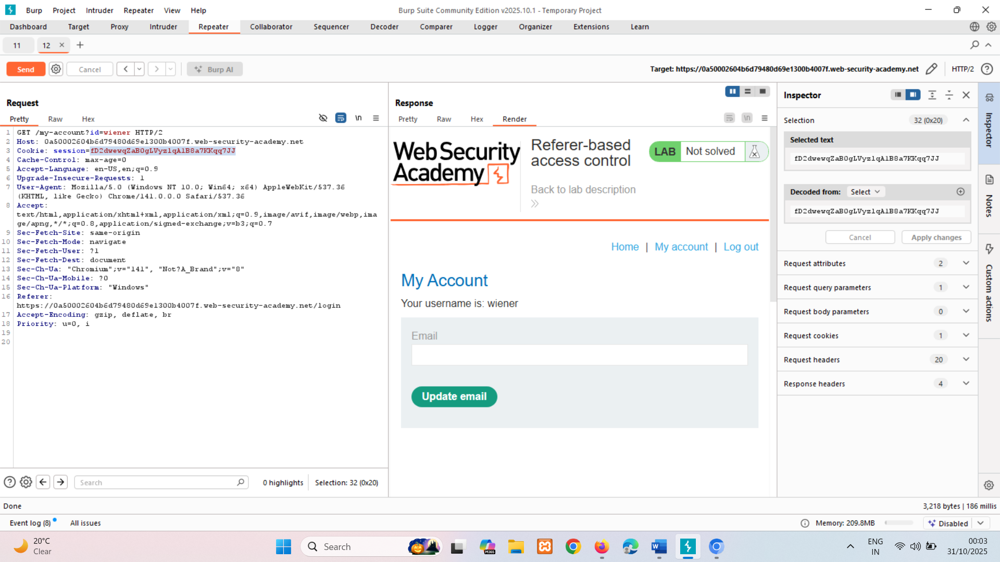 Burp Project Intruder Repeater View Help
Burp Suite Community Edition v2025.10.1 - Temporary Project
Dashboard Target Proxy Intruder Repeater Collaborator Sequencer Decoder Comparer Logger Organizer Extensions Learn
11 12
Send Cancel Burp AI
Target: https://0a50002604b6d79480d69e1300b4007f.web-security-academy.net HTTP/2
Request
Pretty Raw Hex
\n
1 GET /my-account?id=wiener HTTP/2
2 Host: 0a50002604b6d79480d69e1300b4007f.web-security-academy.net
3 Cookie: session=fD2dwewqZaB0gLVyzlqAlB8a7KKqq7JJ
4 Cache-Control: max-age=0
5 Accept-Language: en-US,en;q=0.9
6 Upgrade-Insecure-Requests: 1
7 User-Agent: Mozilla/5.0 (Windows NT 10.0; Win64; x64) AppleWebKit/537.36
(KHTML, like Gecko) Chrome/141.0.0.0 Safari/537.36
8 Accept:
text/html,application/xhtml+xml,application/xml;q=0.9,image/avif,image/webp,ima
ge/apng,*/*;q=0.8,application/signed-exchange;v=b3;q=0.7
9 Sec-Fetch-Site: same-origin
10 Sec-Fetch-Mode: navigate
11 Sec-Fetch-User: ?1
12 Sec-Fetch-Dest: document
13 Sec-Ch-Ua: "Chromium";v="141", "Not?A_Brand";v="8"
14 Sec-Ch-Ua-Mobile: ?0
15 Sec-Ch-Ua-Platform: "Windows"
16 Referer:
https://0a50002604b6d79480d69e1300b4007f.web-security-academy.net/login
17 Accept-Encoding: gzip, deflate, br
18 Priority: u=0, i
19
20
Search
0 highlights
Selection: 32 (0x20)
Response
Pretty Raw Hex Render
\n
Web Security
Academy
Referer-based
access control
LAB Not solved
Back to lab description
Home | My account | Log out
My Account
Your username is: wiener
Email
Update email
Inspector
Selection 32 (0x20)
Selected text
fD2dwewqZaB0gLVyzlqAlB8a7KKqq7JJ
Decoded from: Select
fD2dwewqZaB0gLVyzlqAlB8a7KKqq7JJ
Cancel Apply changes
Request attributes 2
Request query parameters 1
Request body parameters 0
Request cookies 1
Request headers 20
Response headers 4
Inspector
Notes
Custom actions
Done
3,218 bytes | 186 millis
Event log (8) All issues
Memory: 209.8MB
Disabled
20°C
Clear
Search
M365
W
ENG
IN
00:03
31/10/2025